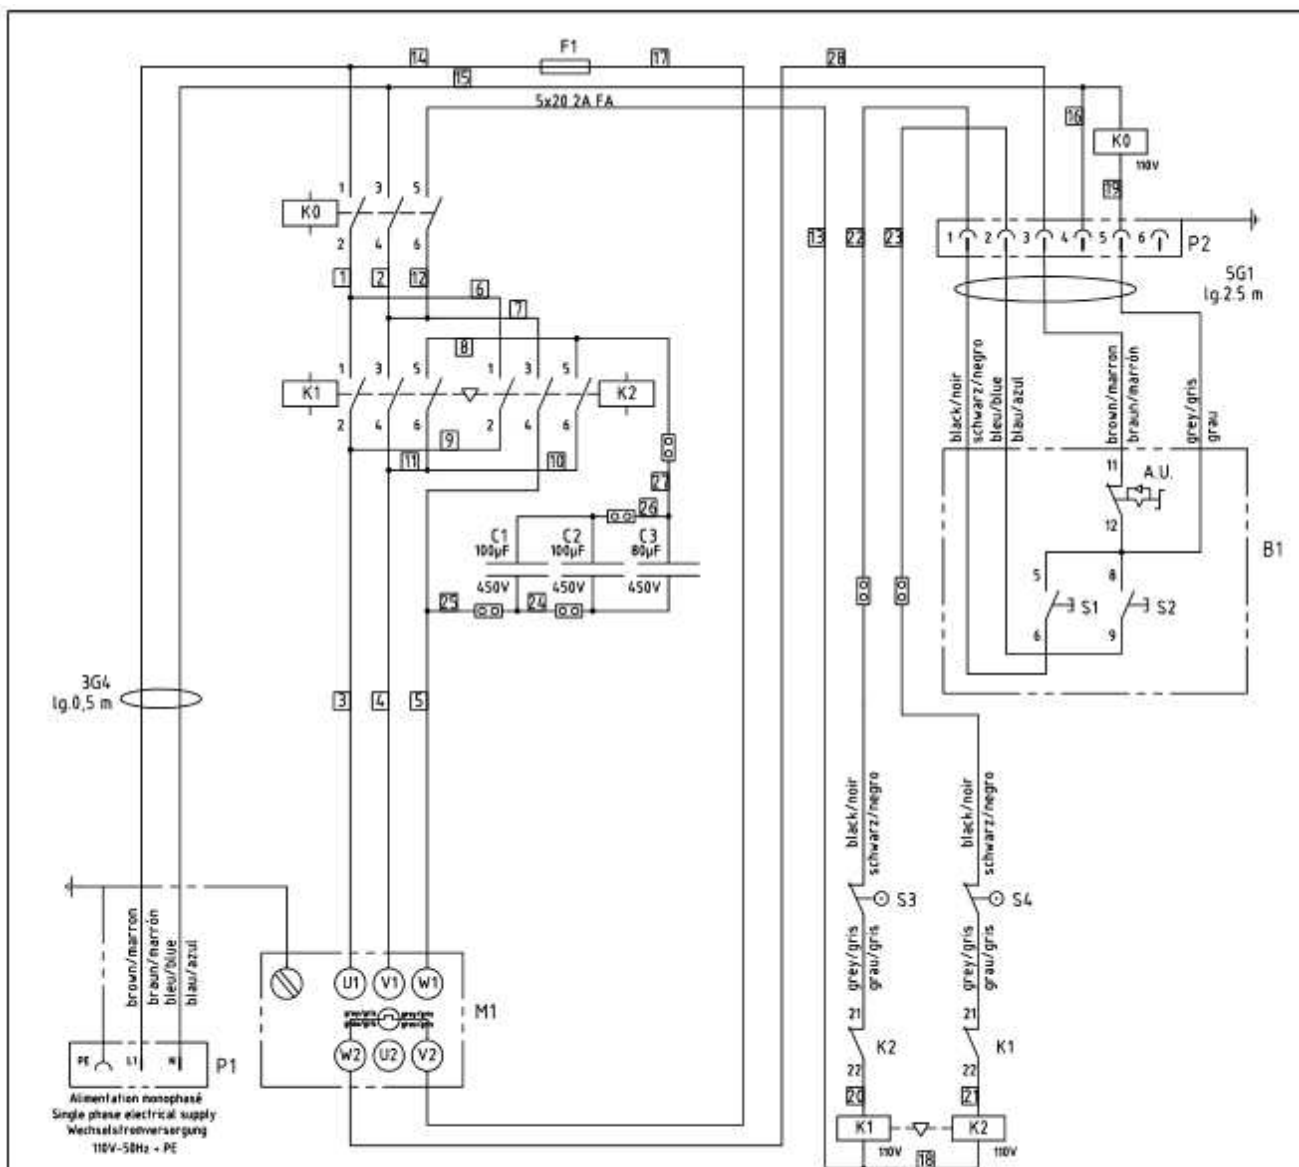 F1
14
17
28
15
5x20 2A FA
16
K0
110V
19
1 3 5
K0
2 4 6
13
22
23
1 2 3 4 5 6
P2
5G1
lg.2.5 m
1
2
12
6
7
8
1 3 5
1 3 5
K1
K2
2 4 6
2 4 6
9
11
10
27
26
C1
100µF
450V
C2
100µF
450V
C3
80µF
450V
25
24
black/noir
schwarz/negro
bleu/blue
blau/azul
brown/marron
braun/marrón
grey/gris
grau
11
A.U.
12
B1
5
8
S1
S2
6
9
3G4
lg.0,5 m
3
4
5
black/noir
schwarz/negro
black/noir
schwarz/negro
S3
S4
grey/gris
grau/gris
grey/gris
grau/gris
brown/marron
braun/marrón
bleu/blue
blau/azul
U1 V1 W1
M1
grey/gris
grau/gris
grey/gris
grau/gris
W2 U2 V2
21
21
K2
K1
22
22
20
21
K1
110V
K2
110V
18
PE L1 N
P1
Alimentation monophasé
Single phase electrical supply
Wechselstromversorgung
110V-50Hz + PE